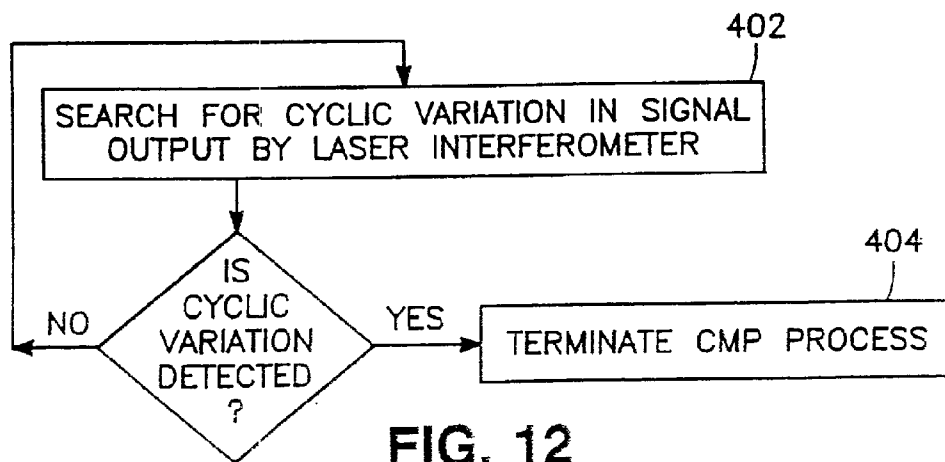 402
SEARCH FOR CYCLIC VARIATION IN SIGNAL
OUTPUT BY LASER INTERFEROMETER
IS
CYCLIC
VARIATION
DETECTED
?
NO
YES
404
TERMINATE CMP PROCESS
FIG. 12